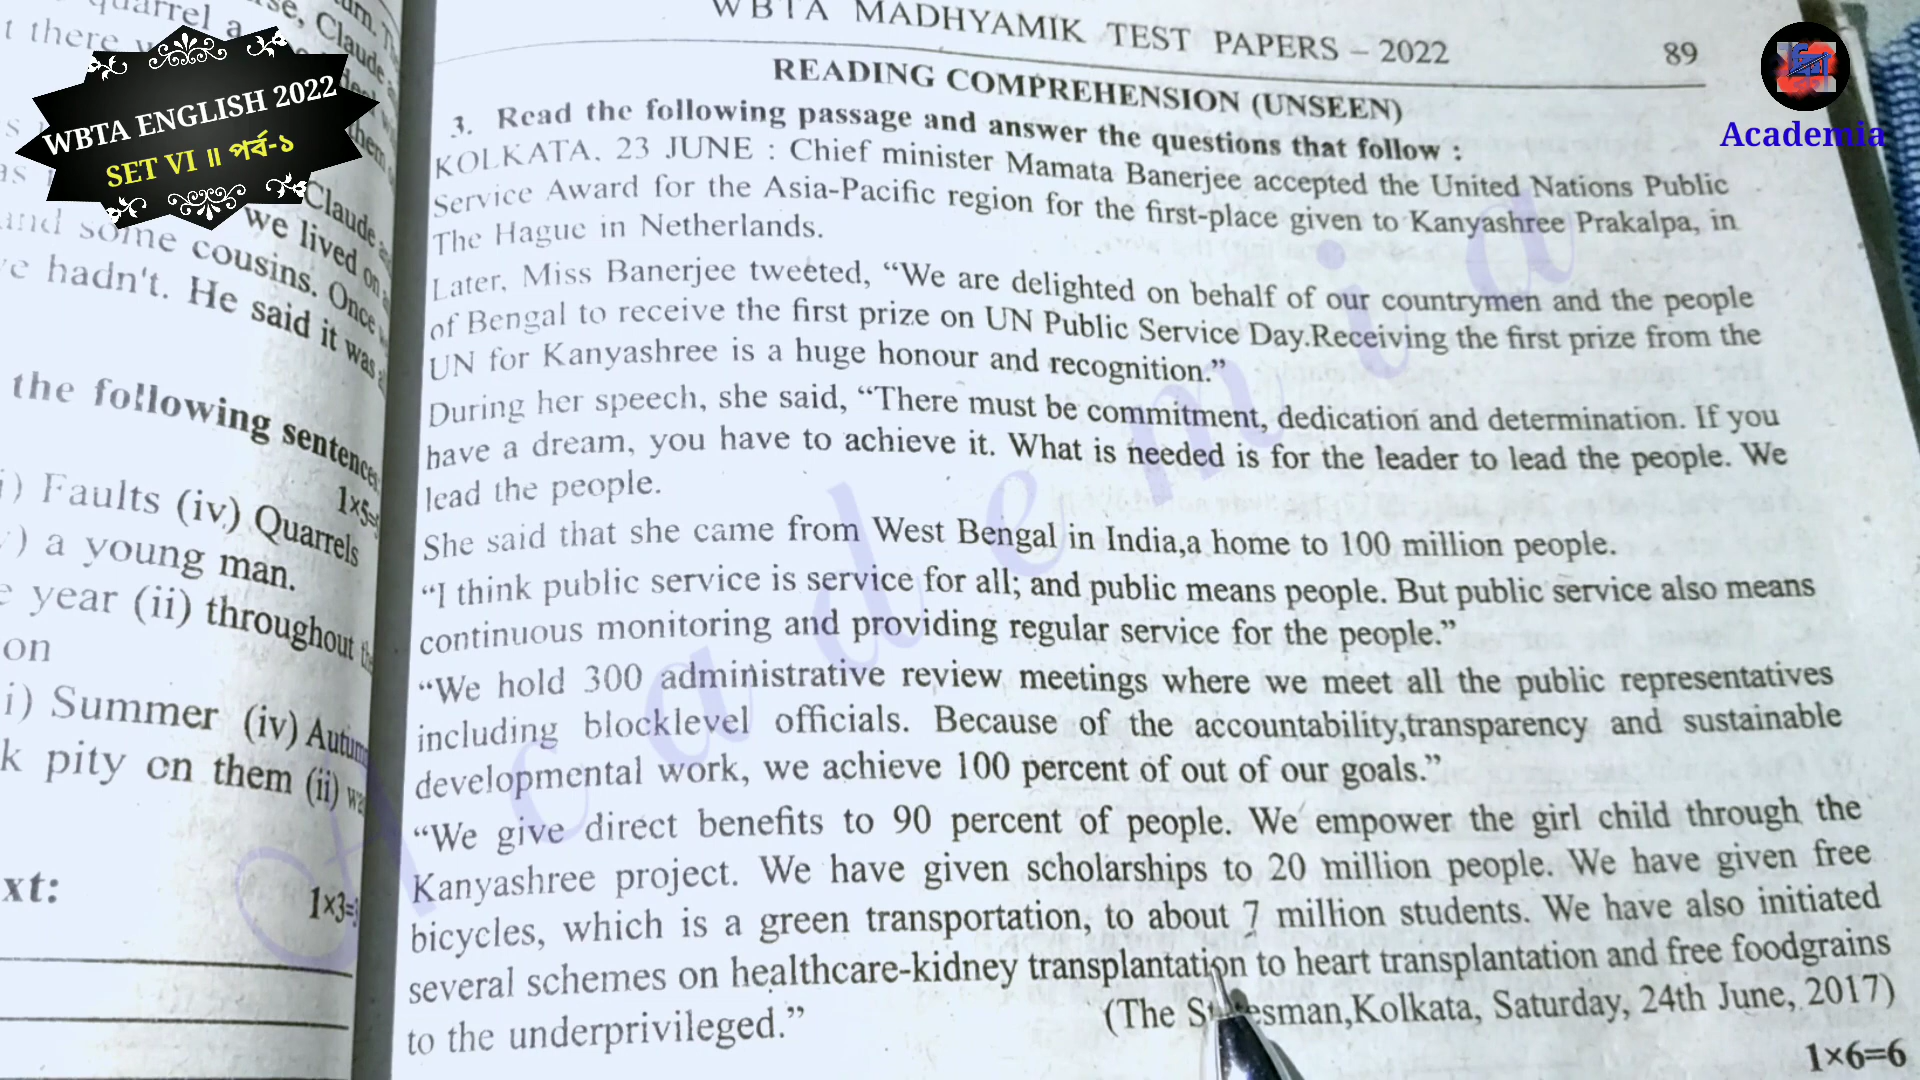 WBTA MADHYAMIK TEST PAPERS – 2022
89
READING COMPREHENSION (UNSEEN)
3. Read the following passage and answer the questions that follow :
KOLKATA, 23 JUNE : Chief minister Mamata Banerjee accepted the United Nations Public
Service Award for the Asia-Pacific region for the first-place given to Kanyashree Prakalpa, in
The Hague in Netherlands.
Later, Miss Banerjee tweeted, “We are delighted on behalf of our countrymen and the people
of Bengal to receive the first prize on UN Public Service Day.Receiving the first prize from the
UN for Kanyashree is a huge honour and recognition.”
During her speech, she said, “There must be commitment, dedication and determination. If you
have a dream, you have to achieve it. What is needed is for the leader to lead the people. We
lead the people.
She said that she came from West Bengal in India,a home to 100 million people.
“I think public service is service for all; and public means people. But public service also means
continuous monitoring and providing regular service for the people.”
“We hold 300 administrative review meetings where we meet all the public representatives
including blocklevel officials. Because of the accountability,transparency and sustainable
developmental work, we achieve 100 percent of out of our goals.”
“We give direct benefits to 90 percent of people. We empower the girl child through the
Kanyashree project. We have given scholarships to 20 million people. We have given free
bicycles, which is a green transportation, to about 7 million students. We have also initiated
several schemes on healthcare-kidney transplantation to heart transplantation and free foodgrains
to the underprivileged.”
(The Statesman,Kolkata, Saturday, 24th June, 2017)
1×6=6
WBTA ENGLISH 2022
SET VI ॥ পর্ব-১
Academia
Academia
quarrel
t there
Claude
Claude
we lived on
and some cousins. Once
hadn't. He said it was
the following sentences
1×5=
i) Faults (iv) Quarrels
) a young man.
year (ii) throughout
on
i) Summer (iv) Autumn
k pity on them (ii)
xt:
1×3=